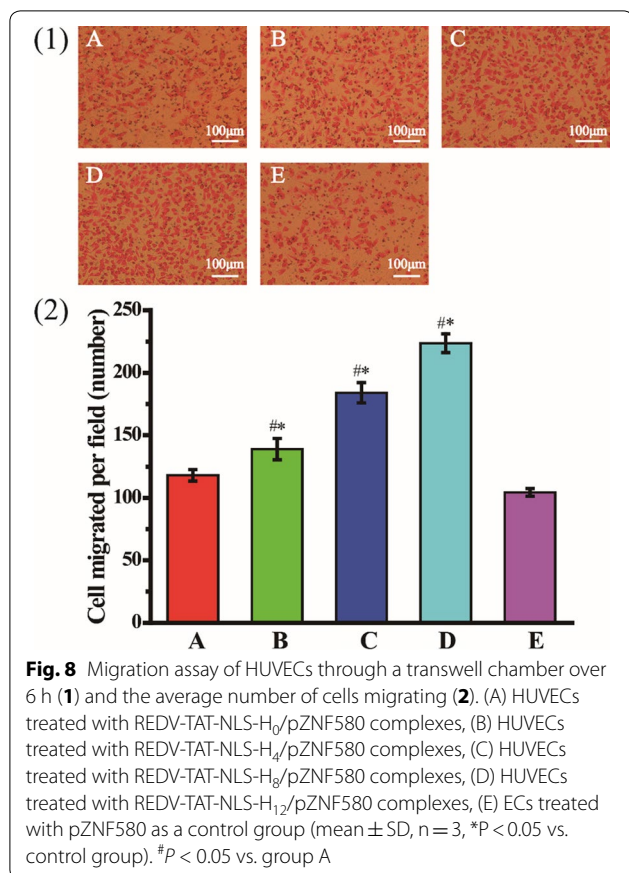 (1)
A
100μm
B
100μm
C
100μm
D
100μm
E
100μm
(2)
Cell migrated per field (number)
250
200
150
100
50
0
#*
#*
#*
A B C D E
Fig. 8 Migration assay of HUVECs through a transwell chamber over
6 h (1) and the average number of cells migrating (2). (A) HUVECs
treated with REDV-TAT-NLS-H₀/pZNF580 complexes, (B) HUVECs
treated with REDV-TAT-NLS-H₄/pZNF580 complexes, (C) HUVECs
treated with REDV-TAT-NLS-H₈/pZNF580 complexes, (D) HUVECs
treated with REDV-TAT-NLS-H₁₂/pZNF580 complexes, (E) ECs treated
with pZNF580 as a control group (mean ± SD, n = 3, *P < 0.05 vs.
control group). #P < 0.05 vs. group A